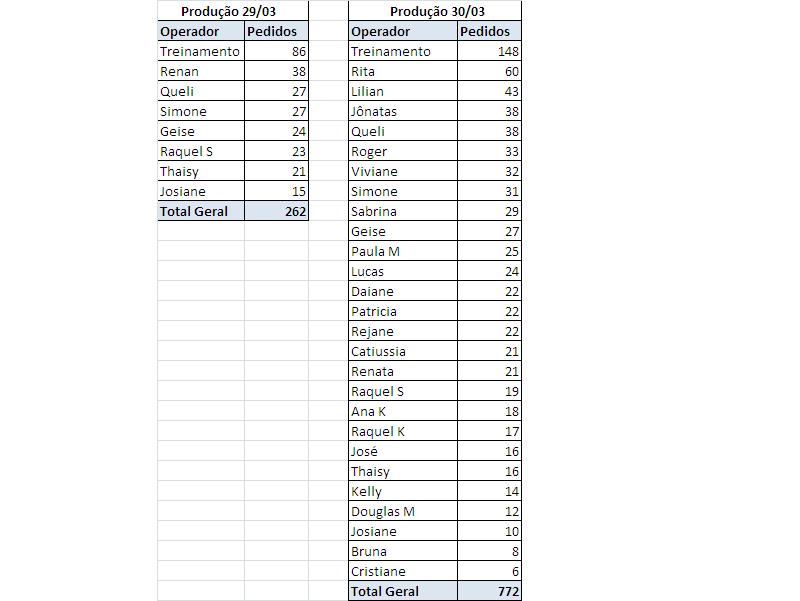 Produção 29/03
Operador Pedidos
Treinamento 86
Renan 38
Queli 27
Simone 27
Geise 24
Raquel S 23
Thaisy 21
Josiane 15
Total Geral 262
Produção 30/03
Operador Pedidos
Treinamento 148
Rita 60
Lilian 43
Jônatas 38
Queli 38
Roger 33
Viviane 32
Simone 31
Sabrina 29
Geise 27
Paula M 25
Lucas 24
Daiane 22
Patricia 22
Rejane 22
Catiussia 21
Renata 21
Raquel S 19
Ana K 18
Raquel K 17
José 16
Thaisy 16
Kelly 14
Douglas M 12
Josiane 10
Bruna 8
Cristiane 6
Total Geral 772